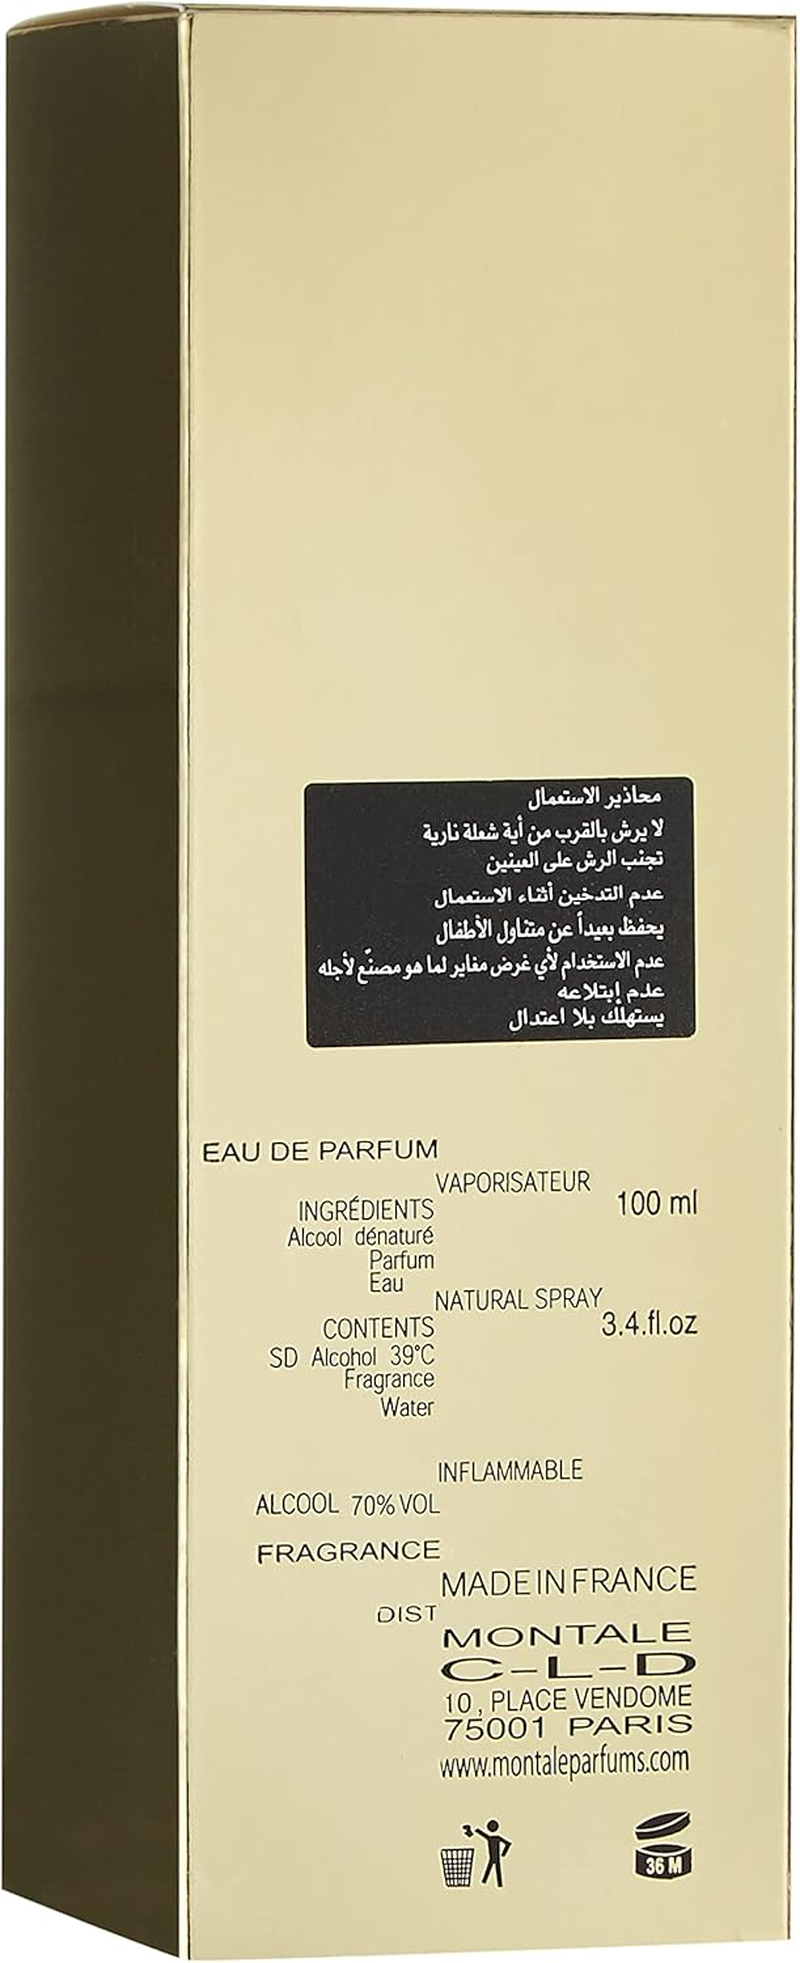 محاذير الاستعمال
لا يرش بالقرب من أية شعلة نارية
تجنب الرش على العينين
عدم التدخين أثناء الاستعمال
يحفظ بعيداً عن متناول الأطفال
عدم الاستخدام لأي غرض مغاير لما هو مصنّع لأجله
عدم إبتلاعه
يستهلك بلا اعتدال
EAU DE PARFUM
VAPORISATEUR
100 ml
INGRÉDIENTS
Alcool dénaturé
Parfum
Eau
NATURAL SPRAY
3.4.fl.oz
CONTENTS
SD Alcohol 39°C
Fragrance
Water
INFLAMMABLE
ALCOOL 70% VOL
FRAGRANCE
MADE IN FRANCE
DIST
MONTALE
C-L-D
10, PLACE VENDOME
75001 PARIS
www.montaleparfums.com
36 M